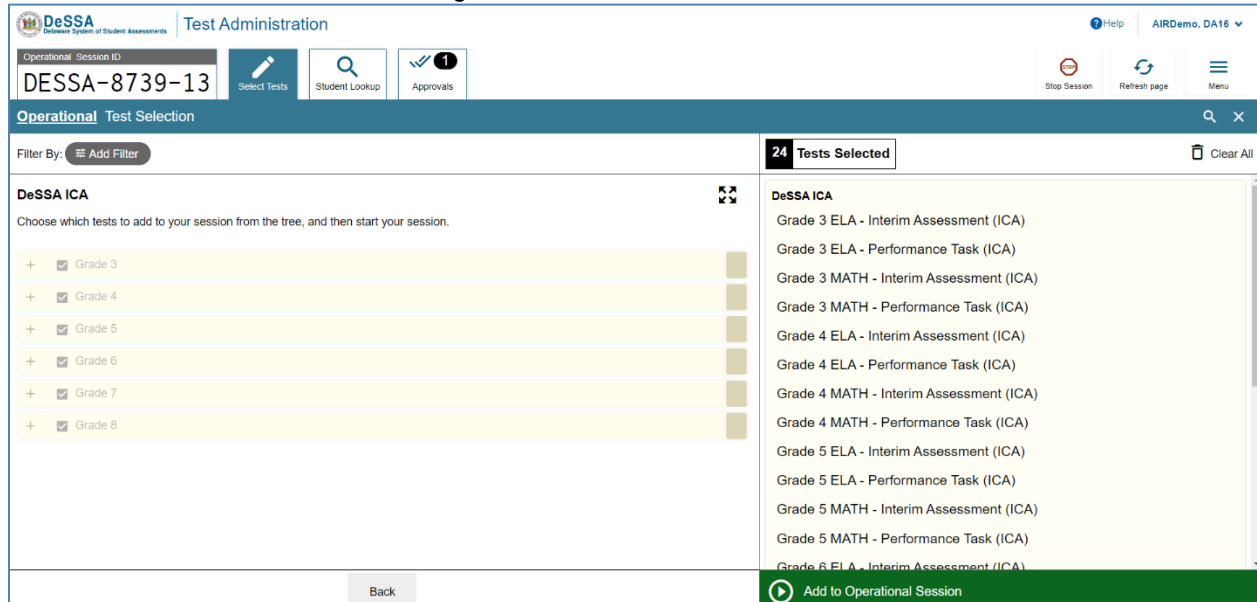 DeSSA
Delaware System of Student Assessments
Test Administration
Help
AIRDemo, DA16
Operational Session ID
DESSA-8739-13
Select Tests
Student Lookup
1
Approvals
STOP
Stop Session
Refresh page
Menu
Operational Test Selection
Filter By: Add Filter
24 Tests Selected
Clear All
DeSSA ICA
Choose which tests to add to your session from the tree, and then start your session.
+ Grade 3
+ Grade 4
+ Grade 5
+ Grade 6
+ Grade 7
+ Grade 8
DeSSA ICA
Grade 3 ELA - Interim Assessment (ICA)
Grade 3 ELA - Performance Task (ICA)
Grade 3 MATH - Interim Assessment (ICA)
Grade 3 MATH - Performance Task (ICA)
Grade 4 ELA - Interim Assessment (ICA)
Grade 4 ELA - Performance Task (ICA)
Grade 4 MATH - Interim Assessment (ICA)
Grade 4 MATH - Performance Task (ICA)
Grade 5 ELA - Interim Assessment (ICA)
Grade 5 ELA - Performance Task (ICA)
Grade 5 MATH - Interim Assessment (ICA)
Grade 5 MATH - Performance Task (ICA)
Grade 6 ELA - Interim Assessment (ICA)
Back
Add to Operational Session